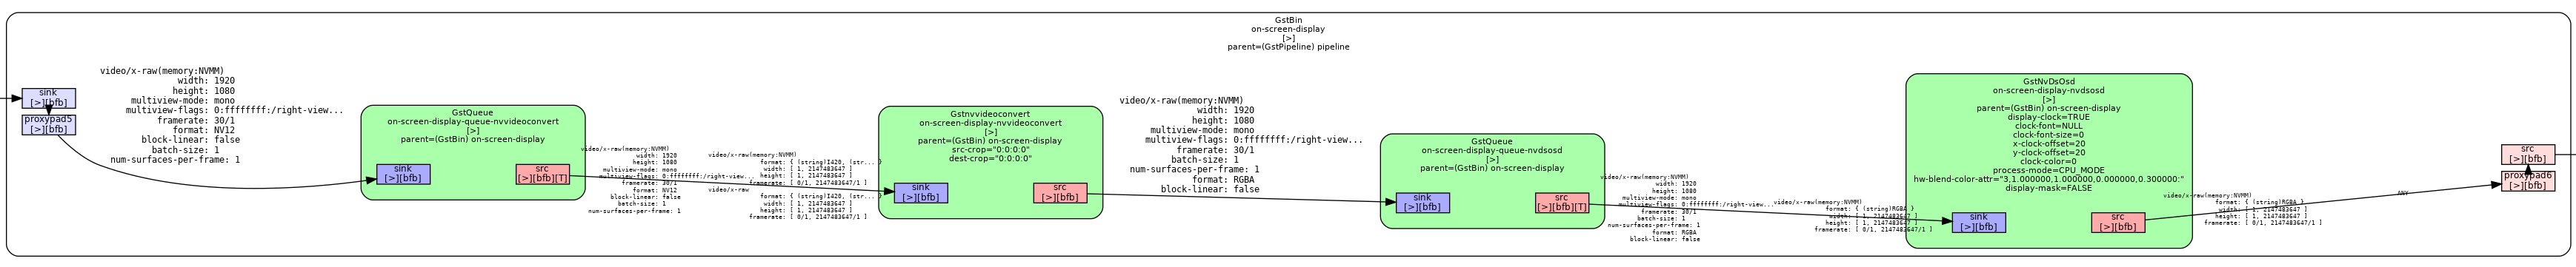 GstBin
on-screen-display
[>]
parent=(GstPipeline) pipeline
sink
[>][bfb]
proxypad5
[>][bfb]
video/x-raw(memory:NVMM)
width: 1920
height: 1080
multiview-mode: mono
multiview-flags: 0:ffffffff:/right-view...
framerate: 30/1
format: NV12
block-linear: false
batch-size: 1
num-surfaces-per-frame: 1
GstQueue
on-screen-display-queue-nvvideoconvert
[>]
parent=(GstBin) on-screen-display
sink
[>][bfb]
src
[>][bfb][T]
video/x-raw(memory:NVMM)
width: 1920
height: 1080
multiview-mode: mono
multiview-flags: 0:ffffffff:/right-view...
framerate: 30/1
format: NV12
block-linear: false
batch-size: 1
num-surfaces-per-frame: 1
video/x-raw(memory:NVMM)
format: { (string)I420, (str... }
width: [ 1, 2147483647 ]
height: [ 1, 2147483647 ]
framerate: [ 0/1, 2147483647/1 ]
video/x-raw
format: { (string)I420, (str... }
width: [ 1, 2147483647 ]
height: [ 1, 2147483647 ]
framerate: [ 0/1, 2147483647/1 ]
Gstnvvideoconvert
on-screen-display-nvvideoconvert
[>]
parent=(GstBin) on-screen-display
src-crop="0:0:0:0"
dest-crop="0:0:0:0"
sink
[>][bfb]
src
[>][bfb]
video/x-raw(memory:NVMM)
width: 1920
height: 1080
multiview-mode: mono
multiview-flags: 0:ffffffff:/right-view...
framerate: 30/1
batch-size: 1
num-surfaces-per-frame: 1
format: RGBA
block-linear: false
GstQueue
on-screen-display-queue-nvdsosd
[>]
parent=(GstBin) on-screen-display
sink
[>][bfb]
src
[>][bfb][T]
video/x-raw(memory:NVMM)
width: 1920
height: 1080
multiview-mode: mono
multiview-flags: 0:ffffffff:/right-view...
framerate: 30/1
batch-size: 1
num-surfaces-per-frame: 1
format: RGBA
block-linear: false
video/x-raw(memory:NVMM)
format: { (string)RGBA }
width: [ 1, 2147483647 ]
height: [ 1, 2147483647 ]
framerate: [ 0/1, 2147483647/1 ]
GstNvDsOsd
on-screen-display-nvdsosd
[>]
parent=(GstBin) on-screen-display
display-clock=TRUE
clock-font=NULL
clock-font-size=0
x-clock-offset=20
y-clock-offset=20
clock-color=0
process-mode=CPU_MODE
hw-blend-color-attr="3,1.000000,1.000000,0.000000,0.300000:"
display-mask=FALSE
sink
[>][bfb]
src
[>][bfb]
video/x-raw(memory:NVMM)
format: { (string)RGBA }
width: [ 1, 2147483647 ]
height: [ 1, 2147483647 ]
framerate: [ 0/1, 2147483647/1 ]
ANY
src
[>][bfb]
proxypad6
[>][bfb]